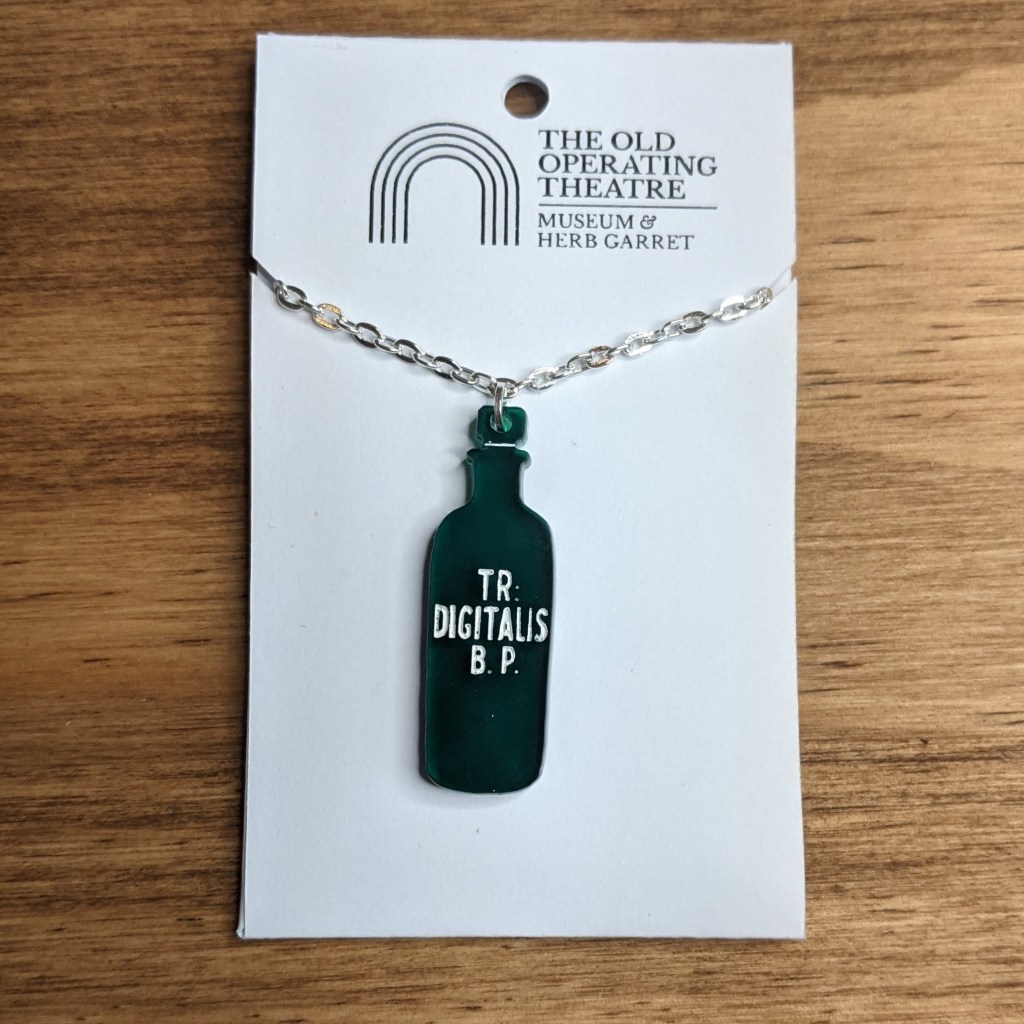 THE OLD
OPERATING
THEATRE
MUSEUM &
HERB GARRET
TR:
DIGITALIS
B. P.